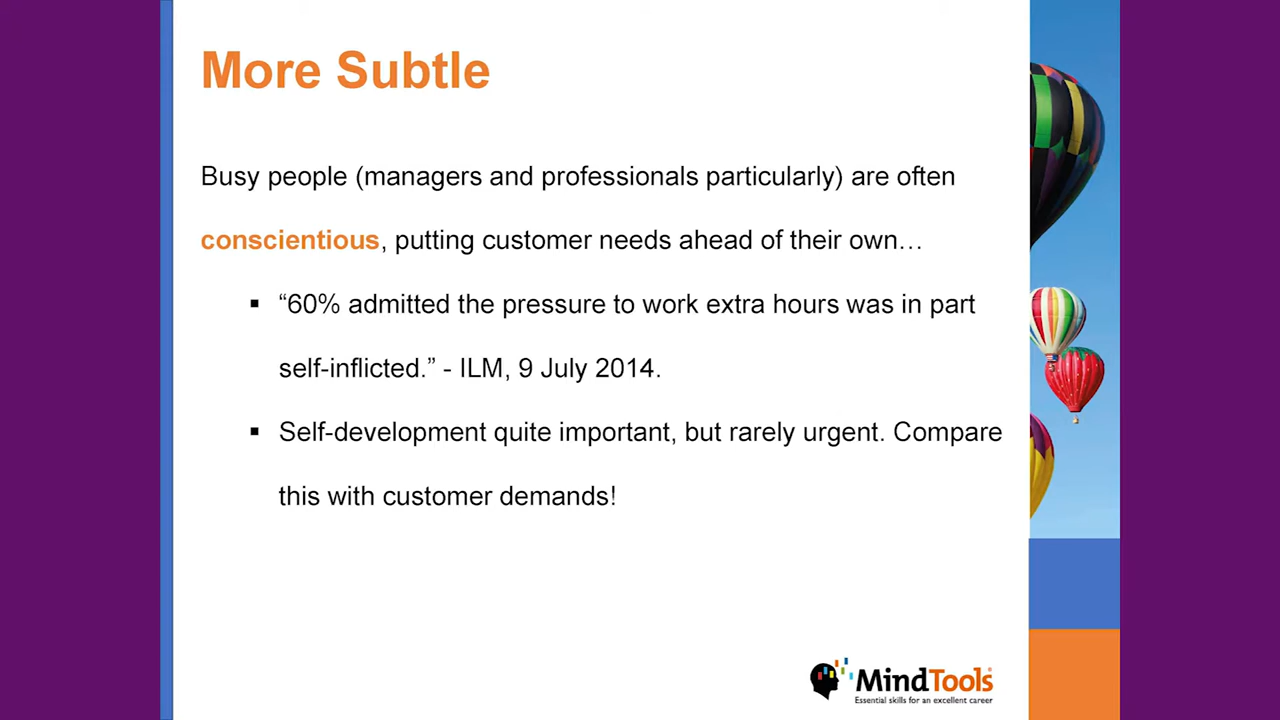 More Subtle
Busy people (managers and professionals particularly) are often
conscientious, putting customer needs ahead of their own…
▪ “60% admitted the pressure to work extra hours was in part
self-inflicted.” - ILM, 9 July 2014.
▪ Self-development quite important, but rarely urgent. Compare
this with customer demands!
MindTools
Essential skills for an excellent career